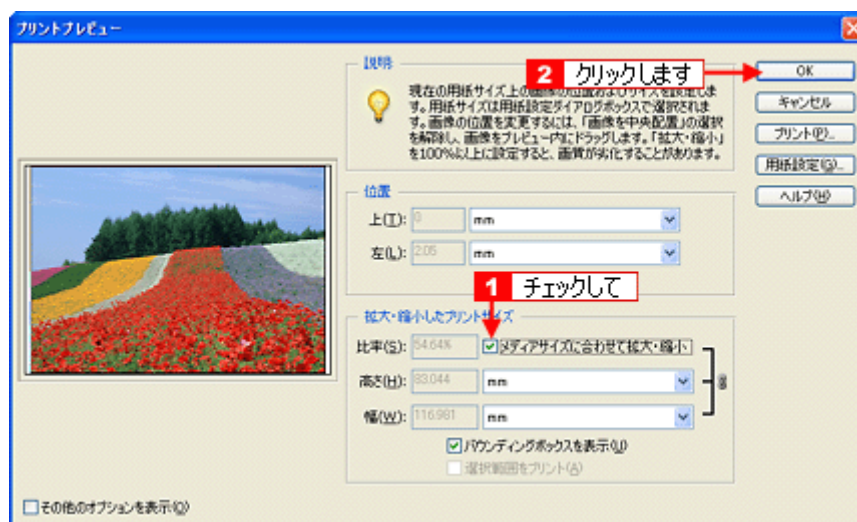 プリントプレビュー
説明
2 クリックします
現在の用紙サイズ上の画像の位置およびサイズを設定しま
す。用紙サイズは用紙設定ダイアログボックスで選択されま
す。画像の位置を変更するには、「画像を中央配置」の選択
を解除し、画像をプレビュー内にドラッグします。「拡大・縮小」
を100%以上に設定すると、画質が劣化することがあります。
OK
キャンセル
プリント(P)...
用紙設定(G)...
ヘルプ(H)
位置
上(T): 0 mm
左(L): 2.05 mm
1 チェックして
拡大・縮小したプリントサイズ
比率(S): 54.64% メディアサイズに合わせて拡大・縮小
高さ(H): 83.044 mm
幅(W): 116.981 mm
バウンディングボックスを表示(U)
選択範囲をプリント(A)
その他のオプションを表示(O)